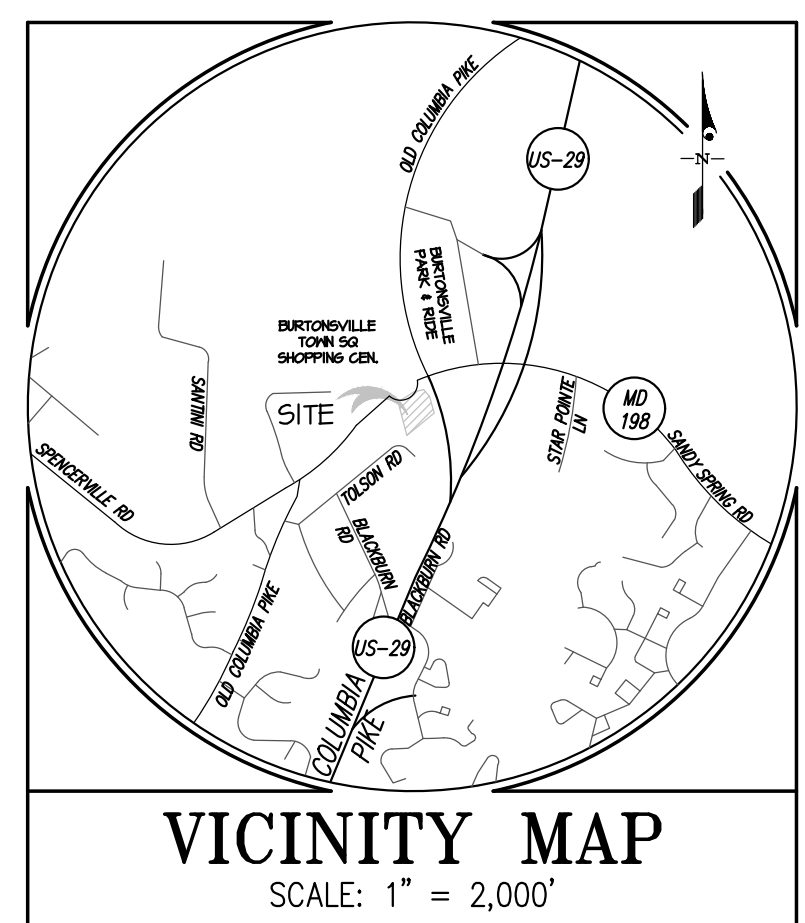 OLD COLUMBIA PIKE
US-29
N
BURTONSVILLE
PARK & RIDE
BURTONSVILLE
TOWN SQ
SHOPPING CEN.
SANTINI RD
SITE
STAR POINTE
LN
MD
198
SANDY SPRING RD
SPENCERVILLE RD
TOLSON RD
BLACKBURN
RD
BLACKBURN RD
OLD COLUMBIA PIKE
US-29
COLUMBIA
PIKE
VICINITY MAP
SCALE: 1" = 2,000'